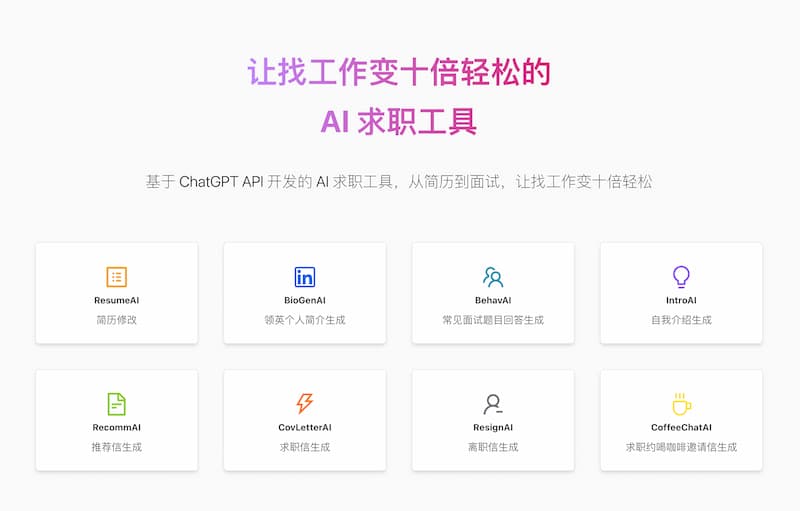 让找工作变十倍轻松的
AI 求职工具
基于 ChatGPT API 开发的 AI 求职工具，从简历到面试，让找工作变十倍轻松
ResumeAI
简历修改
in
BioGenAI
领英个人简介生成
BehavAI
常见面试题目回答生成
IntroAI
自我介绍生成
RecommAI
推荐信生成
CovLetterAI
求职信生成
ResignAI
离职信生成
CoffeeChatAI
求职约喝咖啡邀请信生成